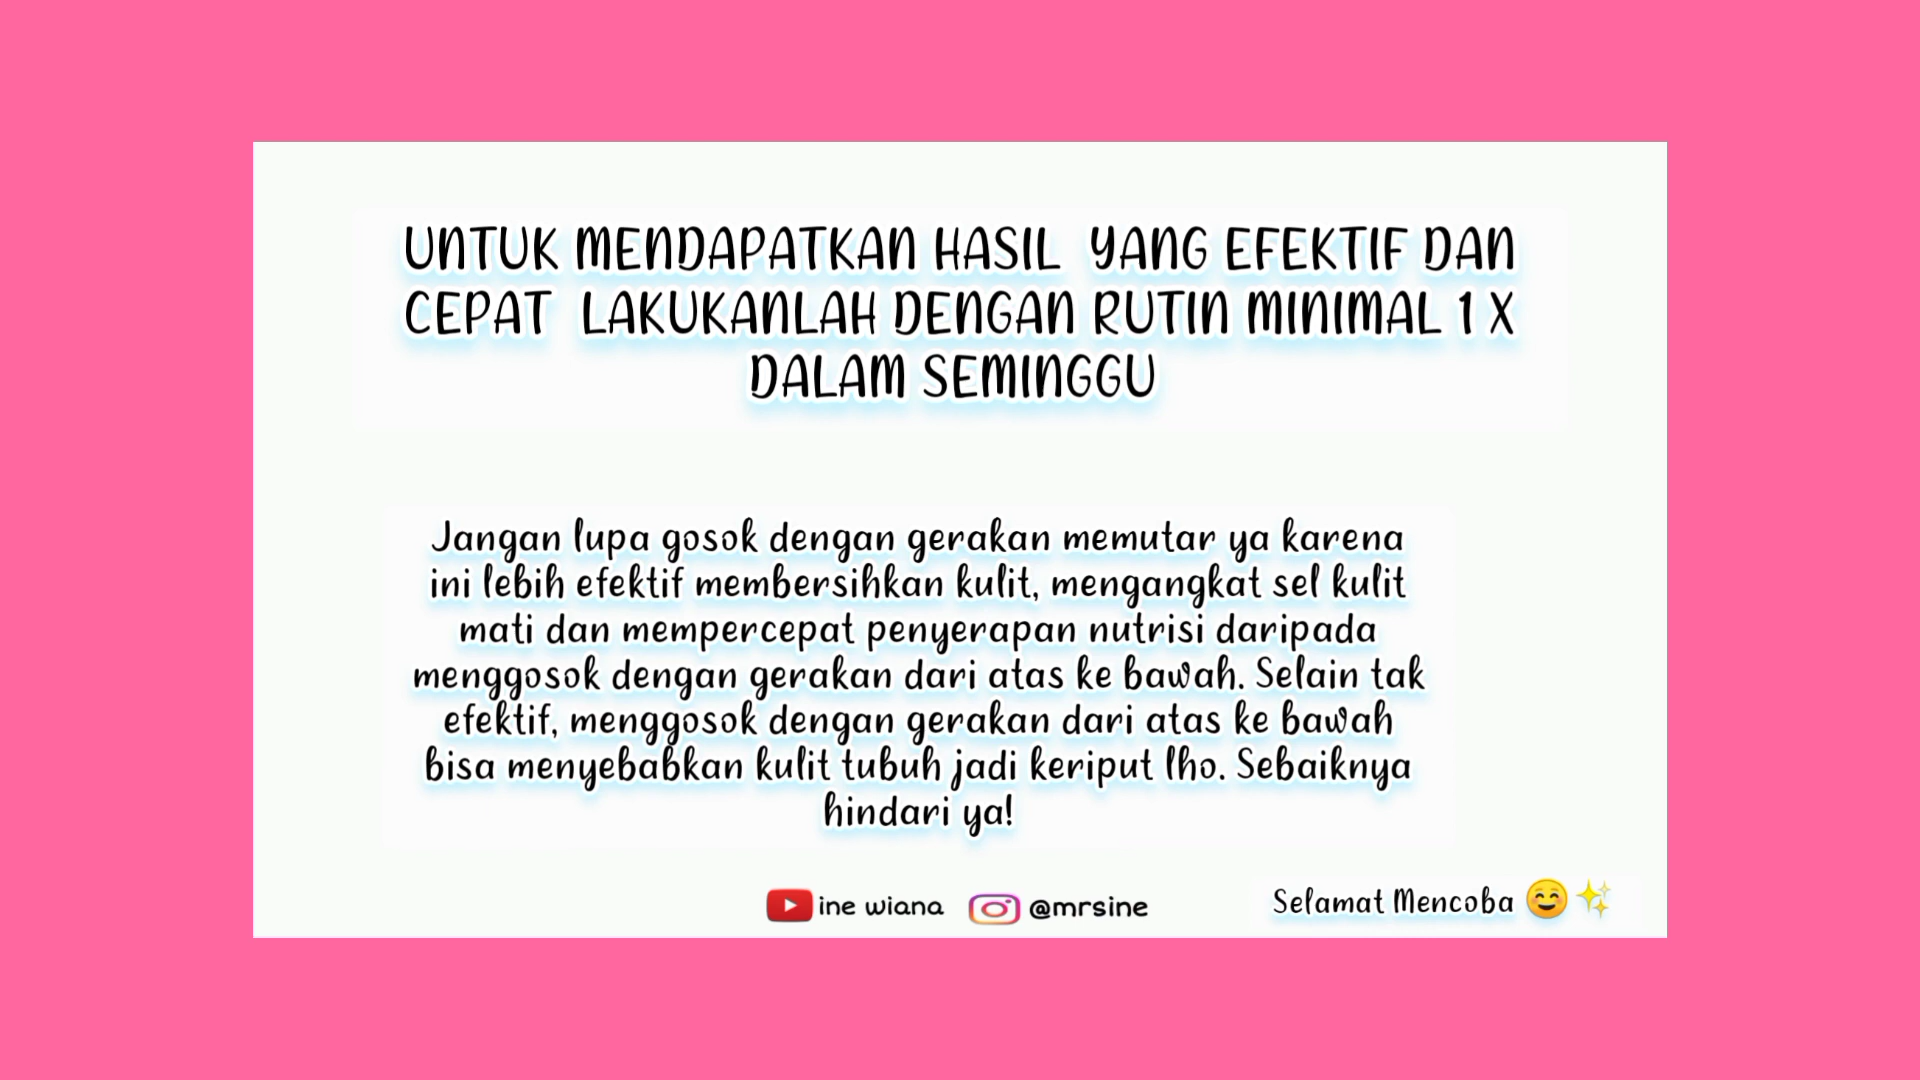 UNTUK MENDAPATKAN HASIL YANG EFEKTIF DAN
CEPAT LAKUKANLAH DENGAN RUTIN MINIMAL 1 X
DALAM SEMINGGU
Jangan lupa gosok dengan gerakan memutar ya karena
ini lebih efektif membersihkan kulit, mengangkat sel kulit
mati dan mempercepat penyerapan nutrisi daripada
menggosok dengan gerakan dari atas ke bawah. Selain tak
efektif, menggosok dengan gerakan dari atas ke bawah
bisa menyebabkan kulit tubuh jadi keriput lho. Sebaiknya
hindari ya!
ine wiana @mrsine
Selamat Mencoba 😊✨